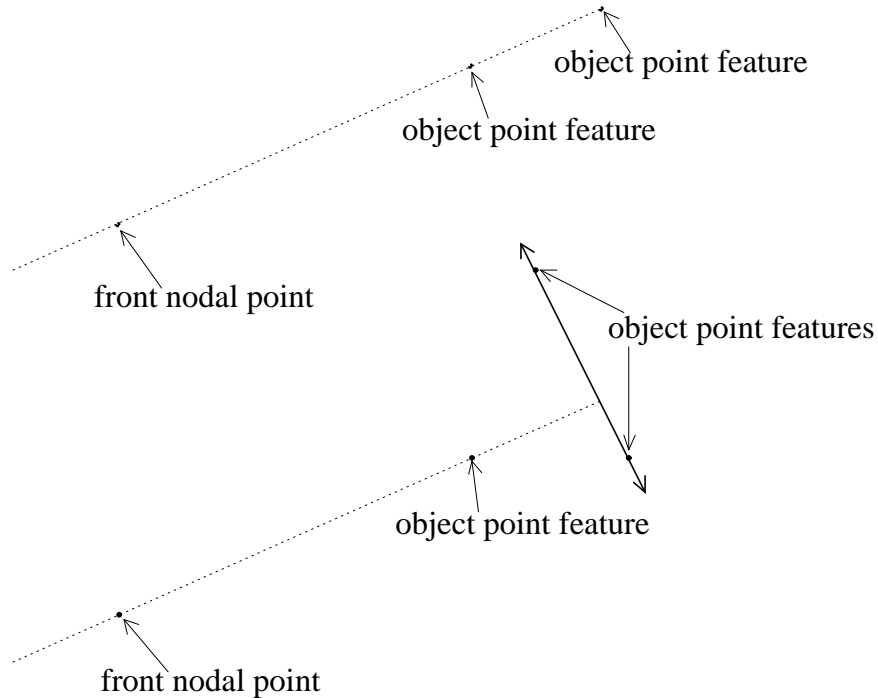 object point feature
object point feature
front nodal point
object point features
object point feature
front nodal point